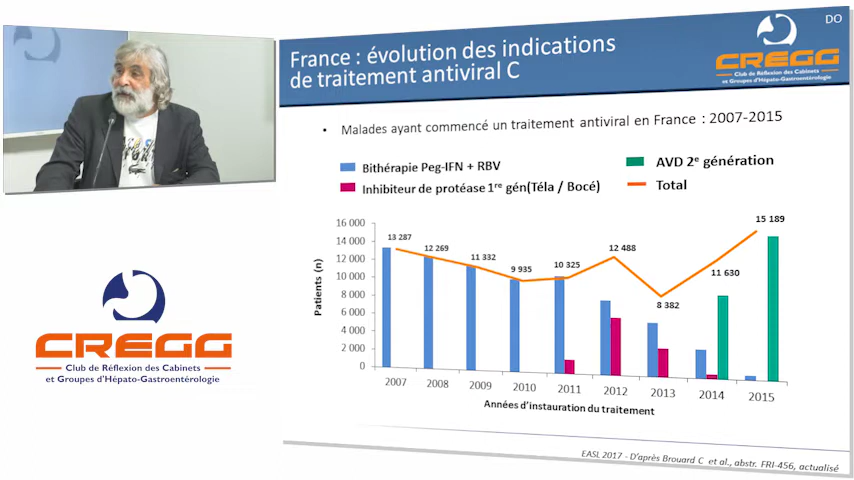 France : évolution des indications
de traitement antiviral C
DO
CREGG
Club de Réflexion des Cabinets
et Groupes d'Hépato-Gastroentérologie
• Malades ayant commencé un traitement antiviral en France : 2007-2015
Bithérapie Peg-IFN + RBV
AVD 2e génération
Inhibiteur de protéase 1re gén(Téla / Bocé)
Total
Patients (n)
16 000
14 000
12 000
10 000
8 000
6 000
4 000
2 000
0
13 287
12 269
11 332
9 935
10 325
12 488
8 382
11 630
15 189
2007 2008 2009 2010 2011 2012 2013 2014 2015
Années d'instauration du traitement
EASL 2017 - D'après Brouard C et al., abstr. FRI-456, actualisé
CREGG
Club de Réflexion des Cabinets
et Groupes d'Hépato-Gastroentérologie